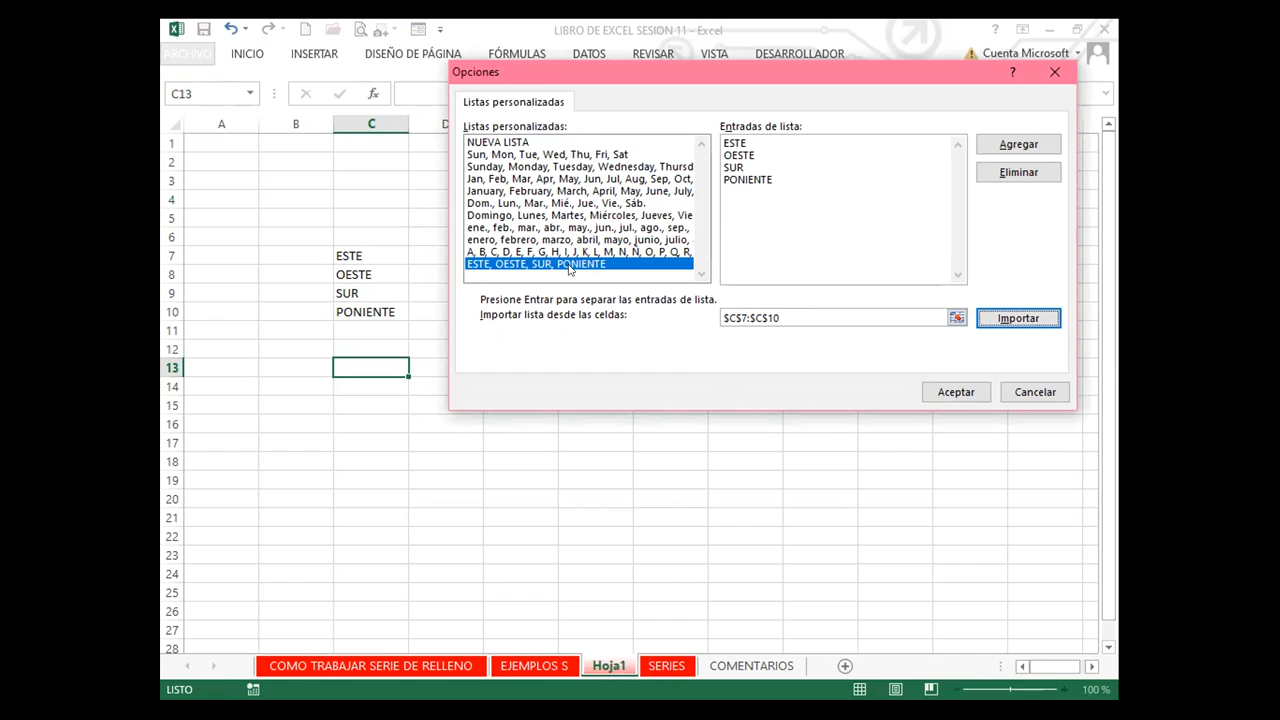 LIBRO DE EXCEL SESION 11 - Excel
ARCHIVO INICIO INSERTAR DISEÑO DE PÁGINA FÓRMULAS DATOS REVISAR VISTA DESARROLLADOR Cuenta Microsoft
Opciones
C13
fx
Listas personalizadas
Listas personalizadas:
NUEVA LISTA
Sun, Mon, Tue, Wed, Thu, Fri, Sat
Sunday, Monday, Tuesday, Wednesday, Thursd
Jan, Feb, Mar, Apr, May, Jun, Jul, Aug, Sep, Oct,
January, February, March, April, May, June, July,
Dom., Lun., Mar., Mié., Jue., Vie., Sáb.
Domingo, Lunes, Martes, Miércoles, Jueves, Vie
ene., feb., mar., abr., may., jun., jul., ago., sep.,
enero, febrero, marzo, abril, mayo, junio, julio,
A, B, C, D, E, F, G, H, I, J, K, L, M, N, Ñ, O, P, Q, R,
ESTE, OESTE, SUR, PONIENTE
Entradas de lista:
ESTE
OESTE
SUR
PONIENTE
Agregar
Eliminar
Presione Entrar para separar las entradas de lista.
Importar lista desde las celdas:
$C$7:$C$10
Importar
Aceptar
Cancelar
A B C D
1
2
3
4
5
6
7 ESTE
8 OESTE
9 SUR
10 PONIENTE
11
12
13
14
15
16
17
18
19
20
21
22
23
24
25
26
27
28
COMO TRABAJAR SERIE DE RELLENO EJEMPLOS S Hoja1 SERIES COMENTARIOS
LISTO
100 %